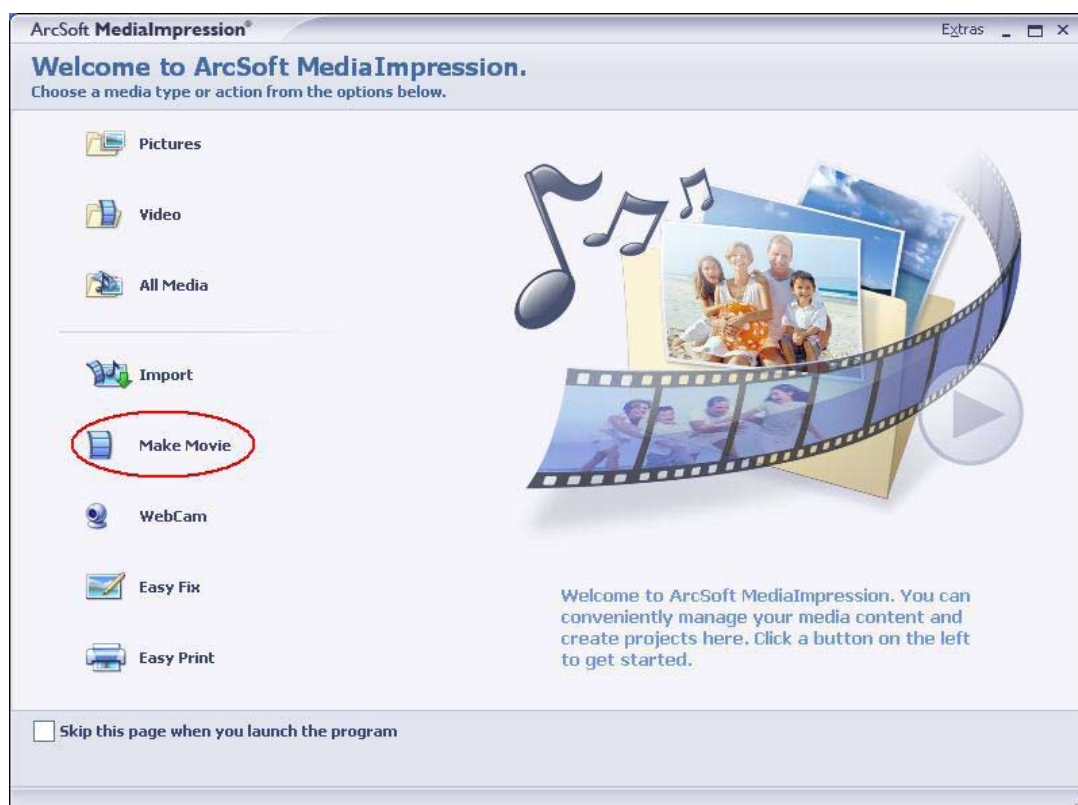 ArcSoft MediaImpression®
Extras
Welcome to ArcSoft MediaImpression.
Choose a media type or action from the options below.
Pictures
Video
All Media
Import
Make Movie
WebCam
Easy Fix
Easy Print
Welcome to ArcSoft MediaImpression. You can
conveniently manage your media content and
create projects here. Click a button on the left
to get started.
Skip this page when you launch the program